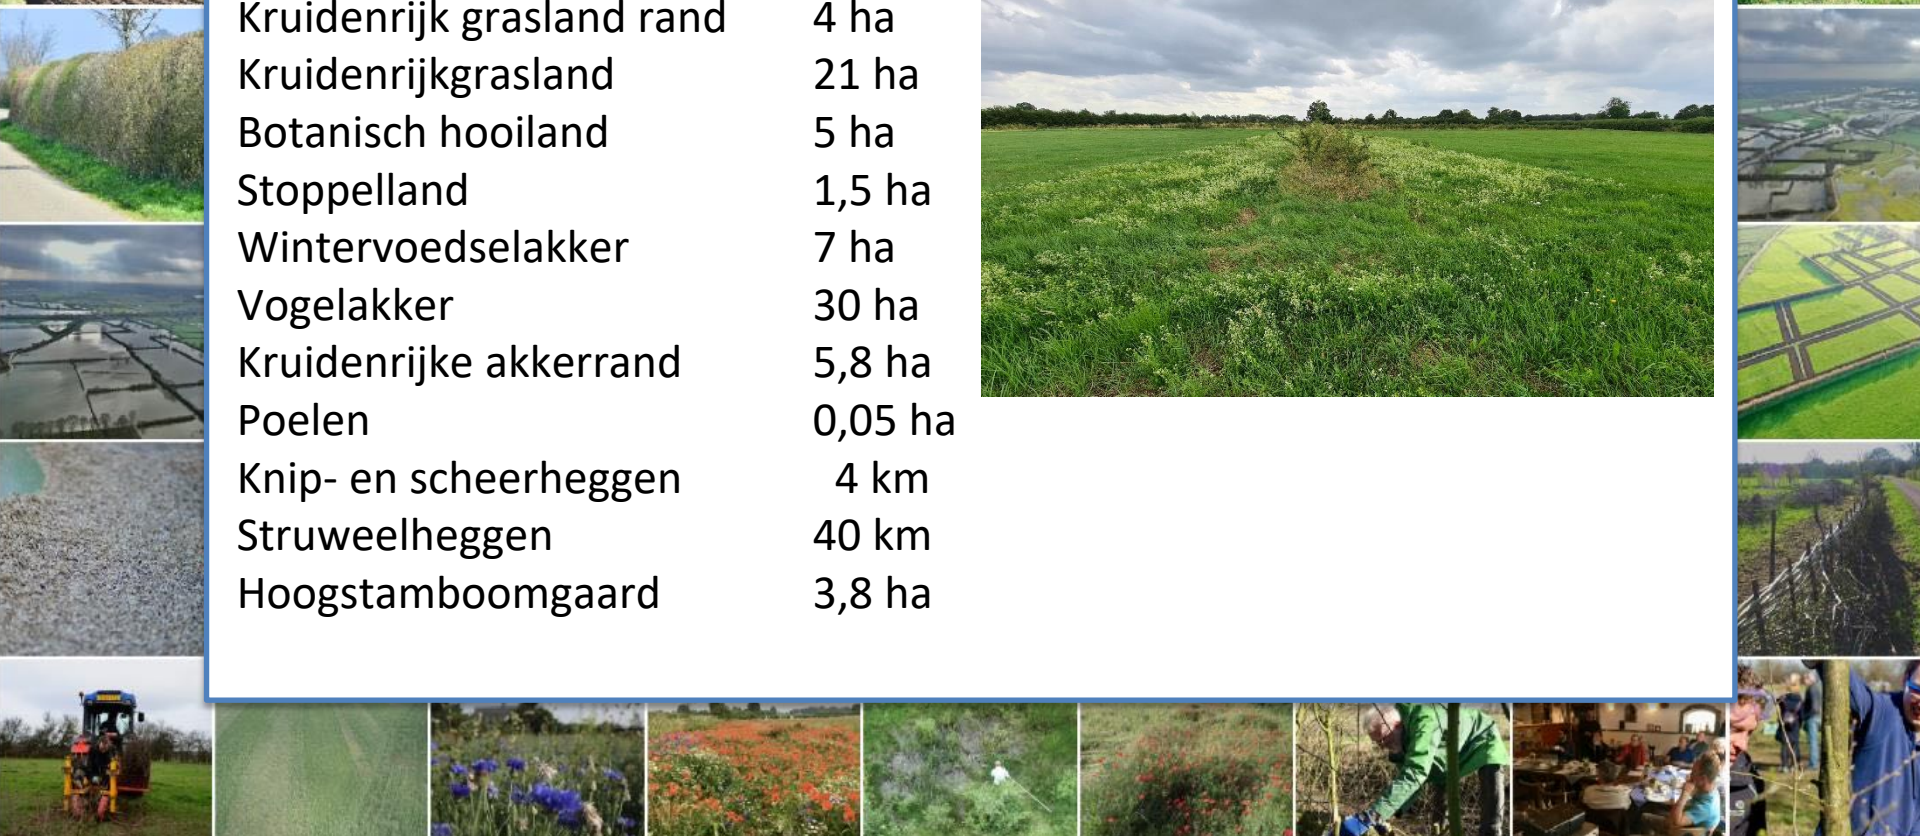 Kruidenrijk grasland rand 4 ha
Kruidenrijkgrasland 21 ha
Botanisch hooiland 5 ha
Stoppelland 1,5 ha
Wintervoedselakker 7 ha
Vogelakker 30 ha
Kruidenrijke akkerrand 5,8 ha
Poelen 0,05 ha
Knip- en scheerheggen 4 km
Struweelheggen 40 km
Hoogstamboomgaard 3,8 ha